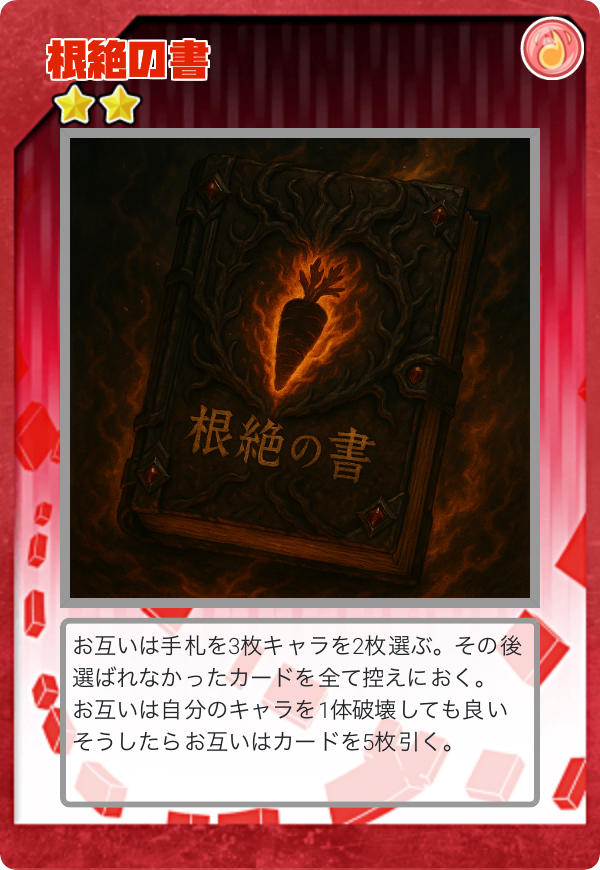 根絶の書
根絶の書
お互いは手札を3枚キャラを2枚選ぶ。その後
選ばれなかったカードを全て控えにおく。
お互いは自分のキャラを1体破壊しても良い
そうしたらお互いはカードを5枚引く。